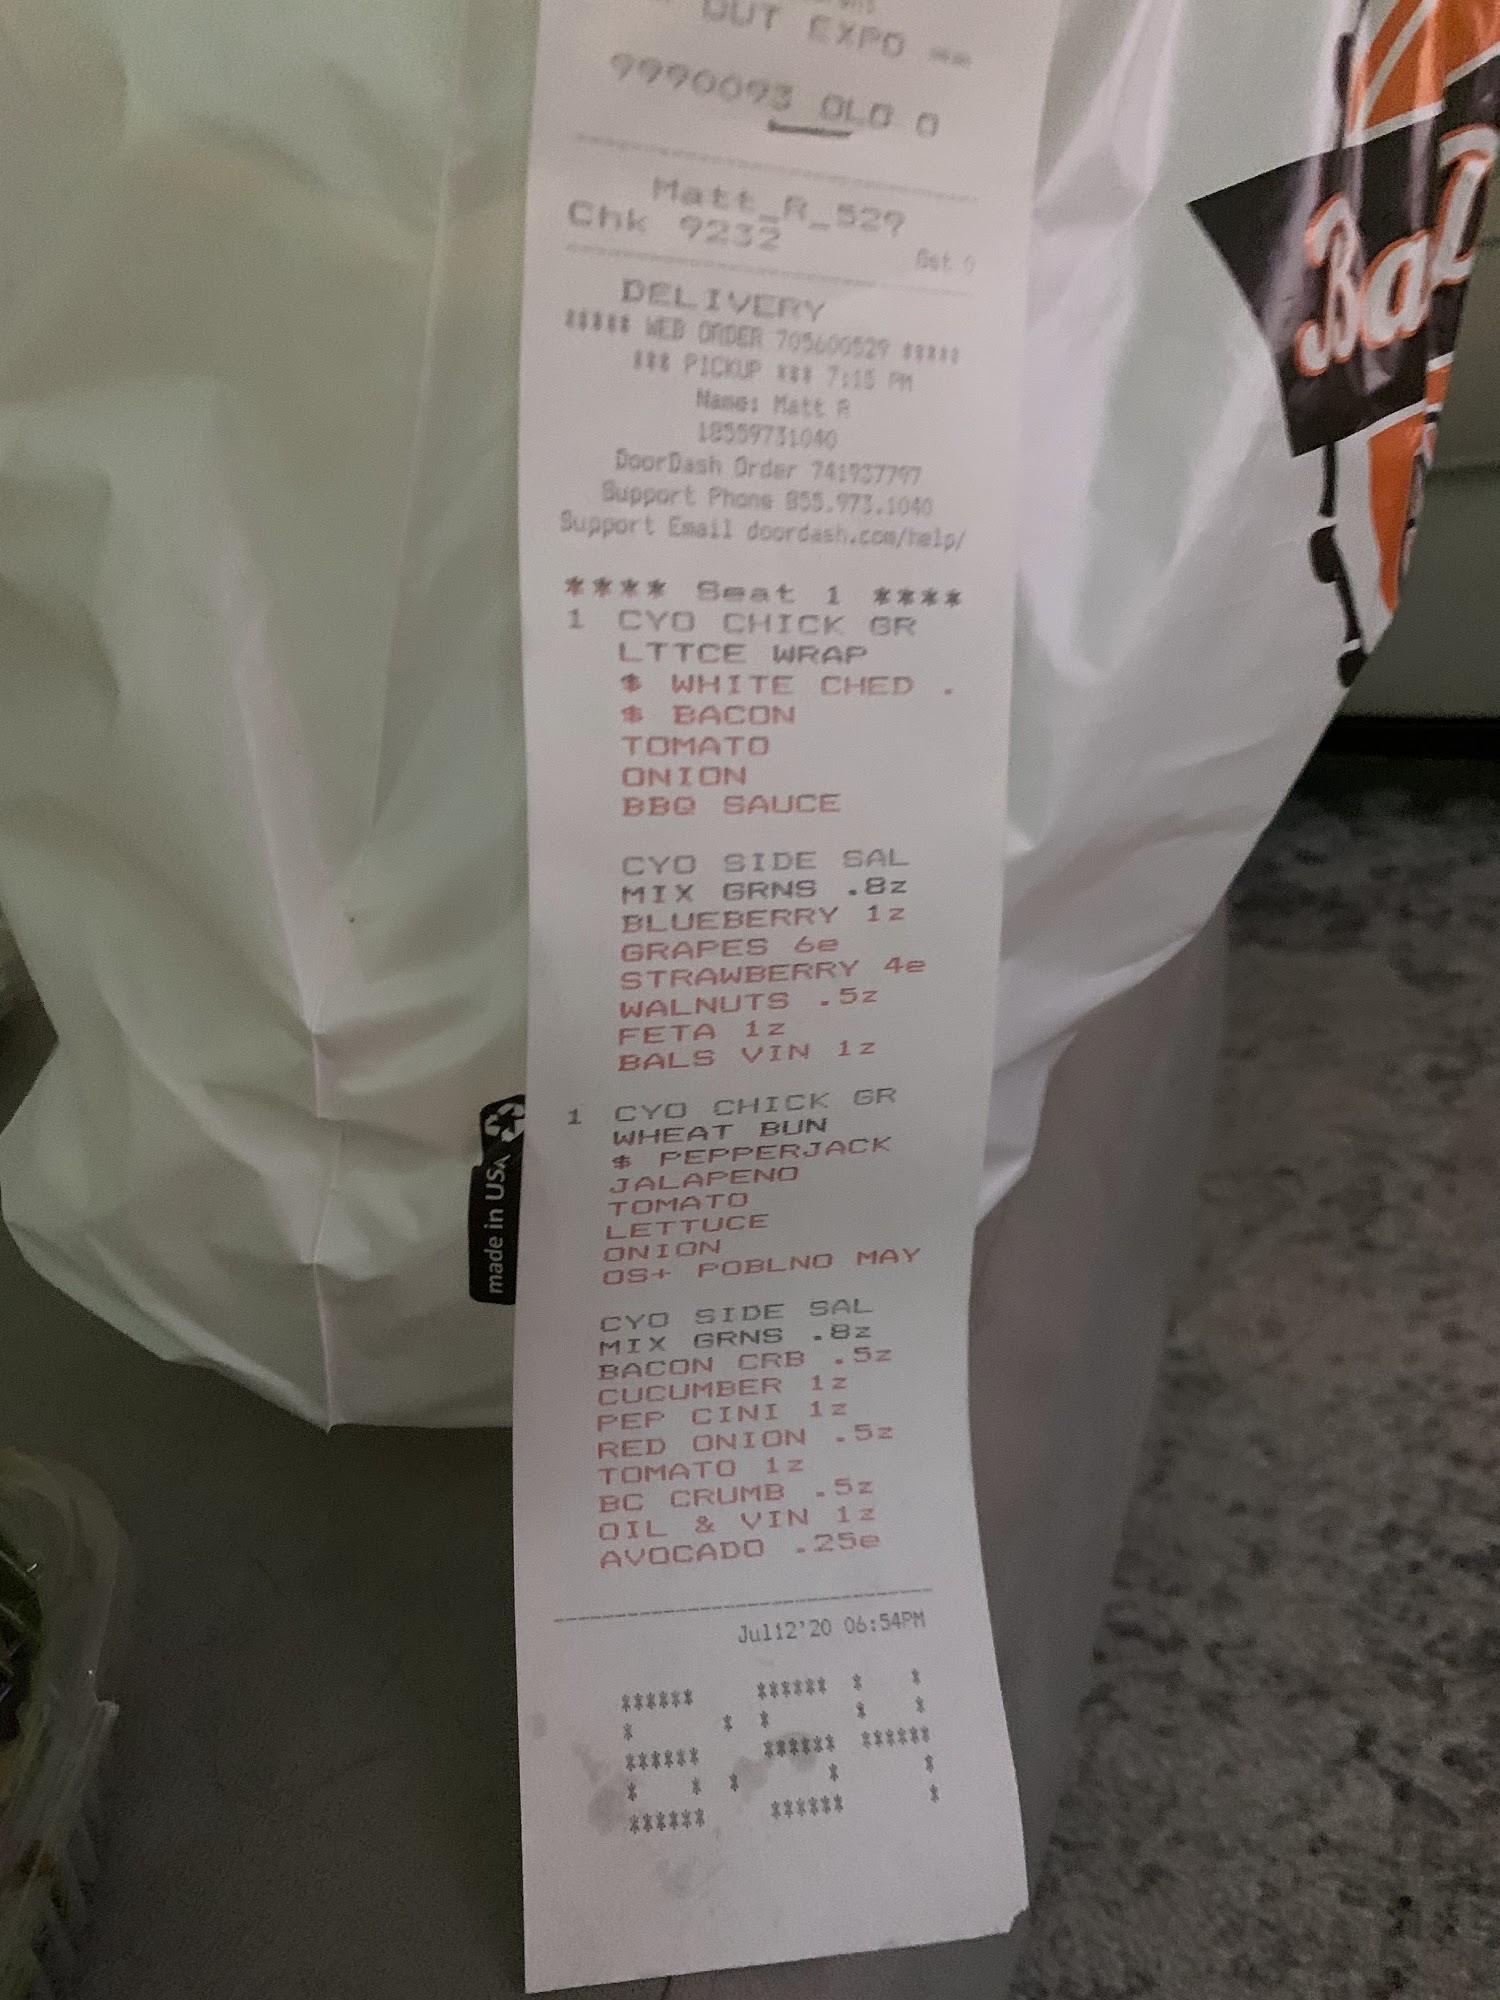 OUT EXPO ==
9990093 OLO 0
Matt_R_529
Chk 9232 Gst 0
DELIVERY
***** WEB ORDER 705600529 *****
*** PICKUP *** 7:15 PM
Name: Matt R
18559731040
DoorDash Order 741937797
Support Phone 855.973.1040
Support Email doordash.com/help/
**** Seat 1 ****
1 CYO CHICK GR
LTTCE WRAP
$ WHITE CHED .
$ BACON
TOMATO
ONION
BBQ SAUCE
CYO SIDE SAL
MIX GRNS .8z
BLUEBERRY 1z
GRAPES 6e
STRAWBERRY 4e
WALNUTS .5z
FETA 1z
BALS VIN 1z
1 CYO CHICK GR
WHEAT BUN
$ PEPPERJACK
JALAPENO
TOMATO
LETTUCE
ONION
OS+ POBLNO MAY
CYO SIDE SAL
MIX GRNS .8z
BACON CRB .5z
CUCUMBER 1z
PEP CINI 1z
RED ONION .5z
TOMATO 1z
BC CRUMB .5z
OIL & VIN 1z
AVOCADO .25e
Jul12'20 06:54PM
made in USA